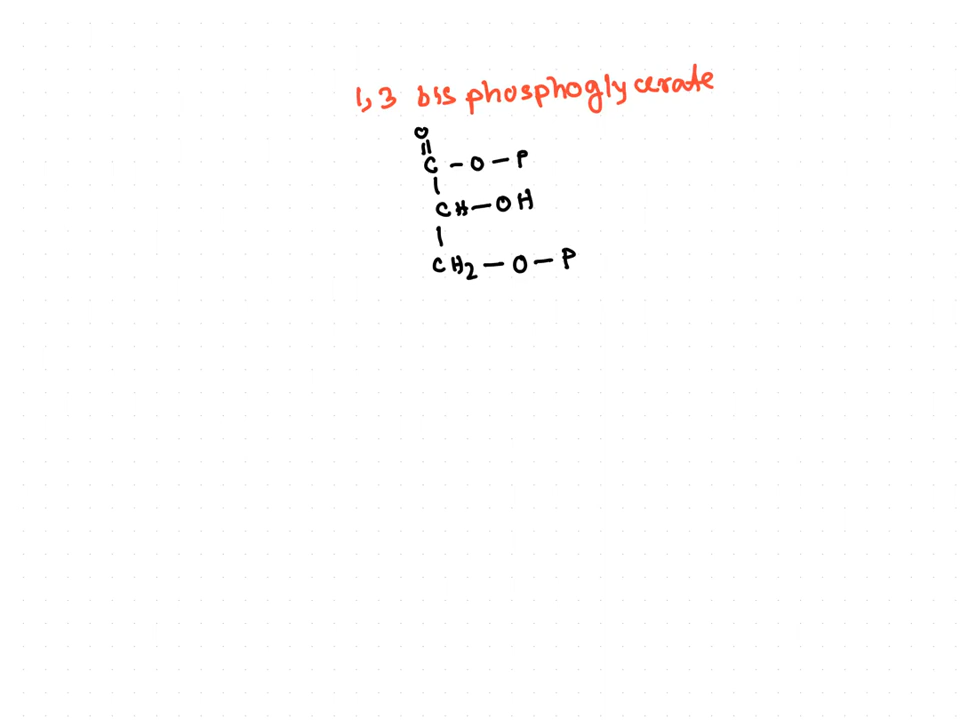 1,3 bis phosphoglycerate
O
||
C - O - P
|
CH - OH
|
CH2 - O - P